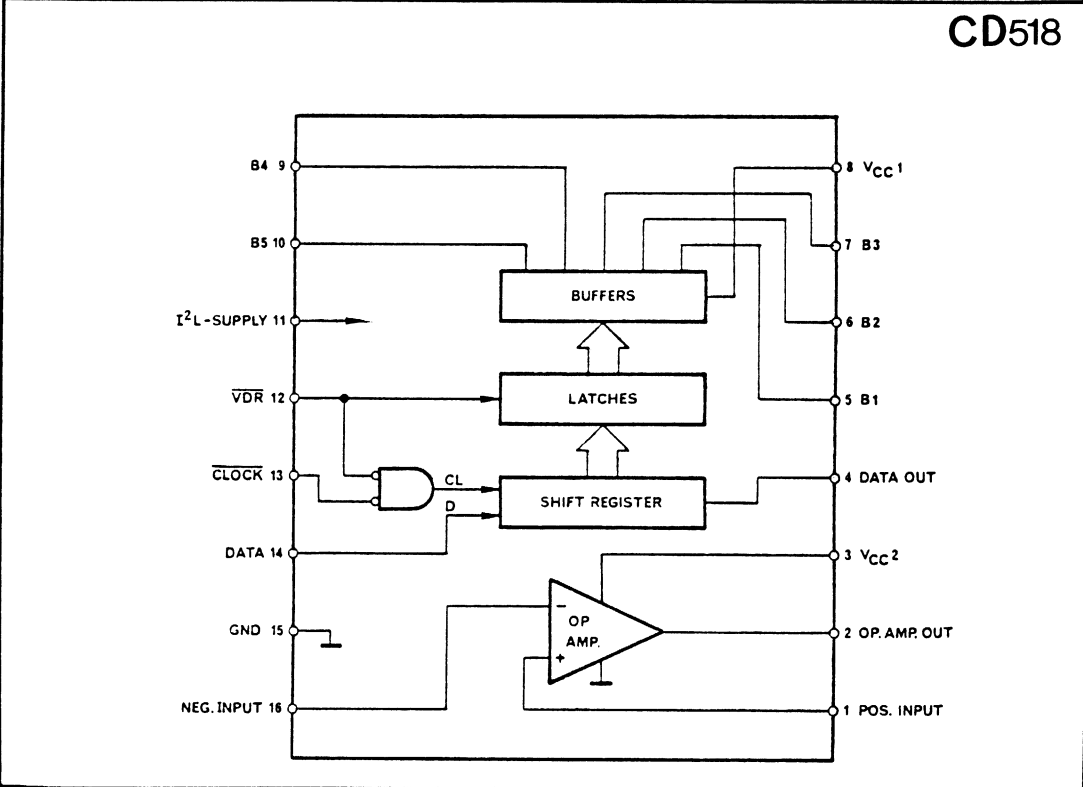 CD518
B4 9
8 VCC1
B5 10
7 B3
BUFFERS
I²L-SUPPLY 11
6 B2
VDR 12
LATCHES
5 B1
CLOCK 13
CL
4 DATA OUT
SHIFT REGISTER
D
DATA 14
3 VCC2
−
GND 15
OP
AMP.
2 OP. AMP. OUT
+
NEG. INPUT 16
1 POS. INPUT